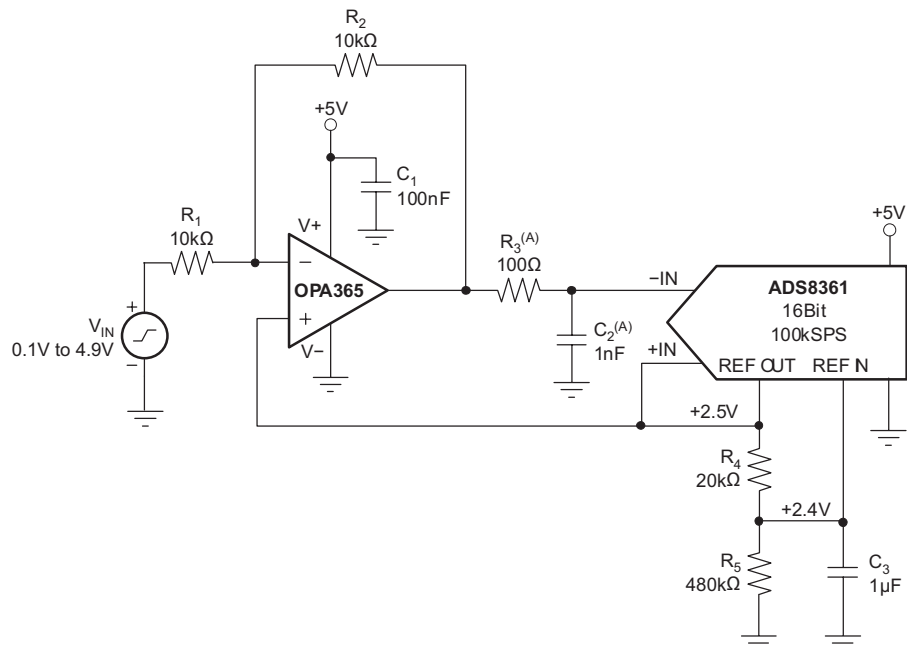 R2
10kΩ
+5V
C1
100nF
R1
10kΩ
V+
−
OPA365
+
V−
+
VIN
0.1V to 4.9V
−
R3(A)
100Ω
C2(A)
1nF
+5V
−IN
ADS8361
16Bit
100kSPS
+IN
REF OUT
REF IN
+2.5V
R4
20kΩ
+2.4V
R5
480kΩ
C3
1µF